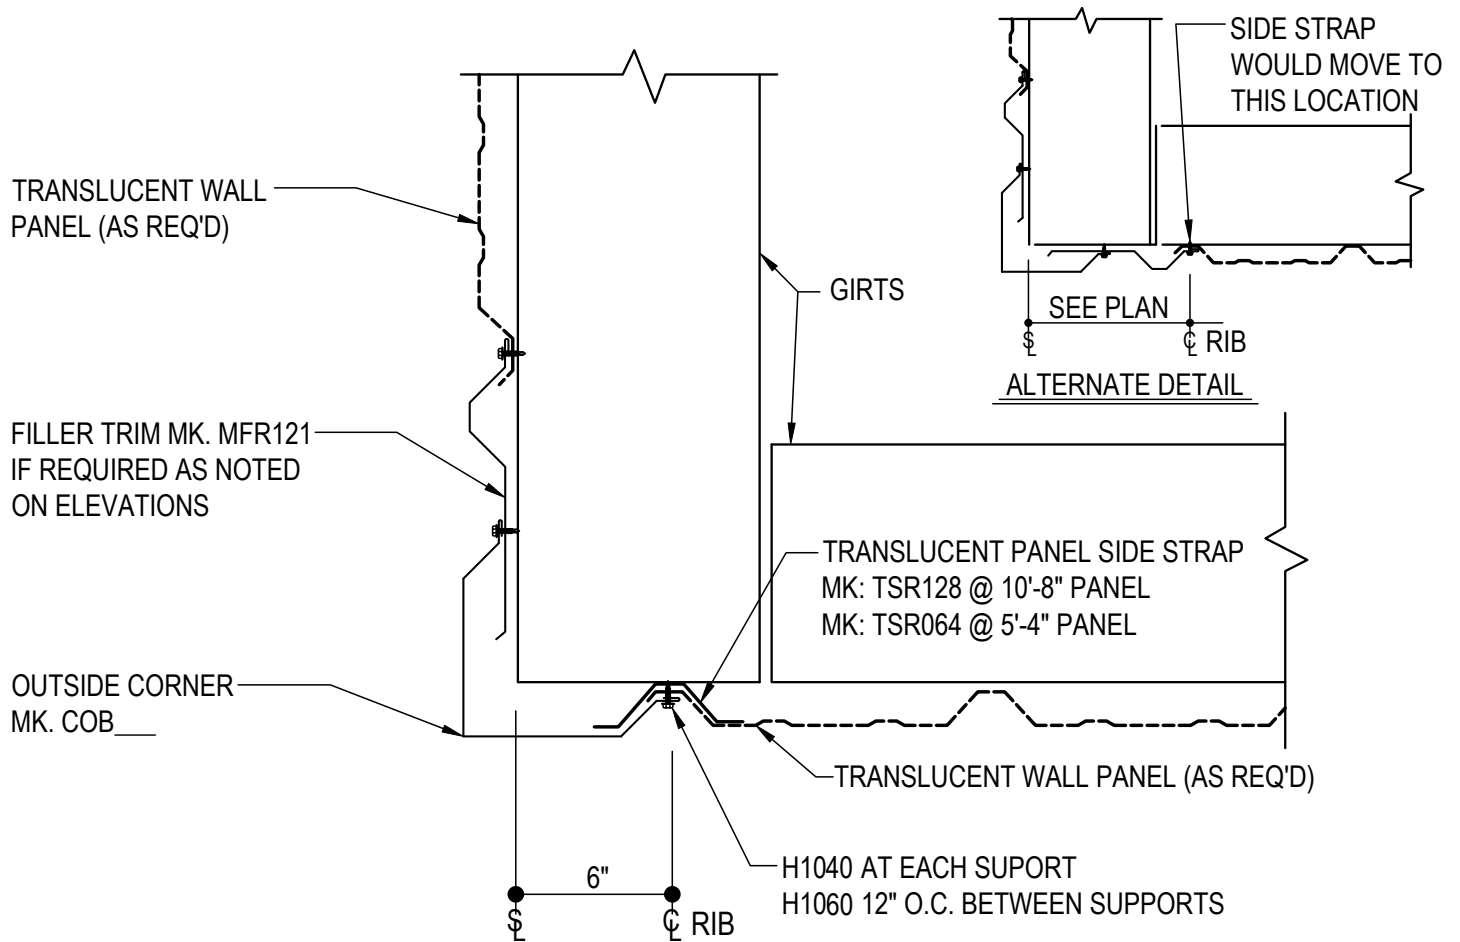 SIDE STRAP
WOULD MOVE TO
THIS LOCATION
TRANSLUCENT WALL
PANEL (AS REQ'D)
GIRTS
SEE PLAN
SL
CL RIB
ALTERNATE DETAIL
FILLER TRIM MK. MFR121
IF REQUIRED AS NOTED
ON ELEVATIONS
TRANSLUCENT PANEL SIDE STRAP
MK: TSR128 @ 10'-8" PANEL
MK: TSR064 @ 5'-4" PANEL
OUTSIDE CORNER
MK. COB___
TRANSLUCENT WALL PANEL (AS REQ'D)
H1040 AT EACH SUPORT
H1060 12" O.C. BETWEEN SUPPORTS
6"
SL
CL RIB